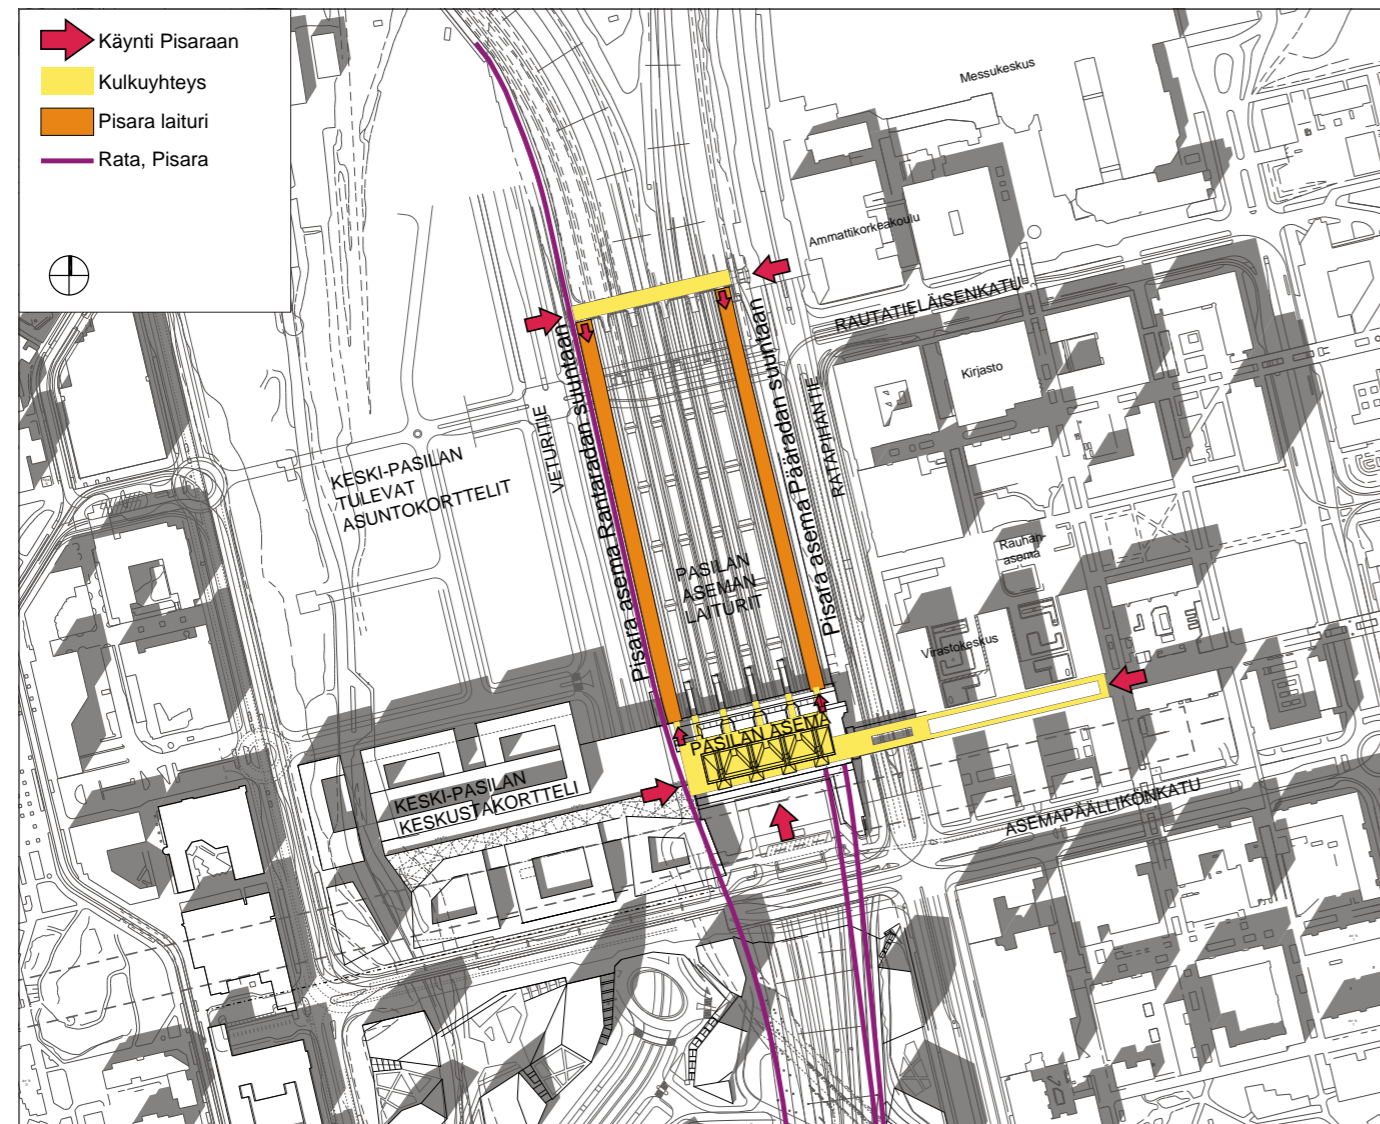 Käynti Pisaraan
Kulkuyhteys
Pisara laituri
Rata, Pisara
Messukeskus
Ammattikorkeakoulu
RAUTATIELÄISENKATU
Kirjasto
VETURITIE
Pisara asema Rantaradan suuntaan
Pisara asema Pääradan suuntaan
RATAPIHANTIE
KESKI-PASILAN
TULEVAT
ASUNTOKORTTELIT
PASILAN
ASEMAN
LAITURIT
Rauhan-
asema
Virastokeskus
PASILAN ASEMA
KESKI-PASILAN
KESKUSTAKORTTELI
ASEMAPÄÄLLIKÖNKATU